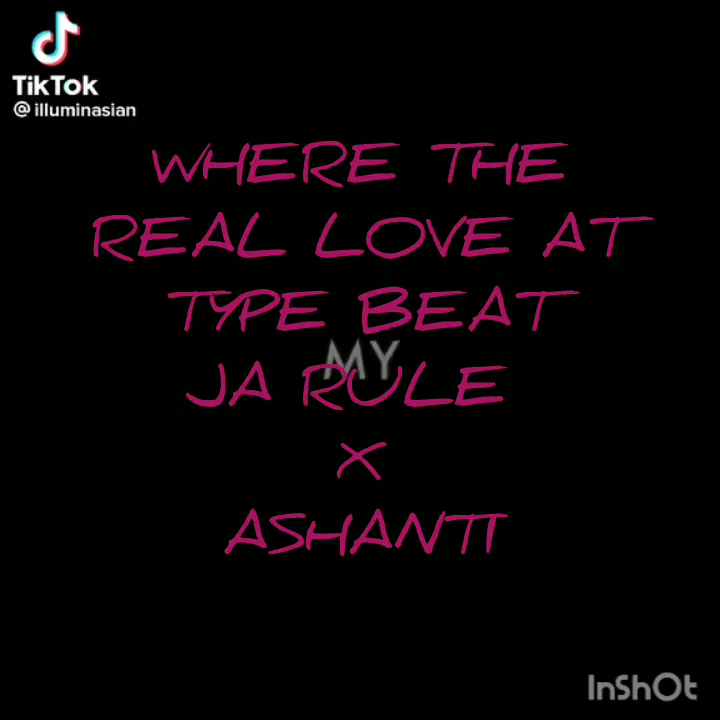 TikTok
@illuminasian
WHERE THE
REAL LOVE AT
TYPE BEAT
MY
JA RULE
X
ASHANTI
InShOt